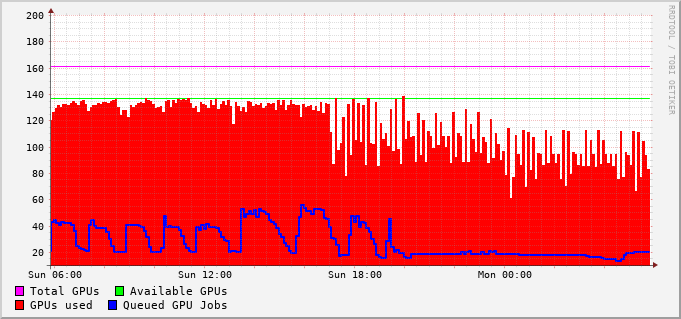 200
180
160
140
120
100
80
60
40
20
Sun 06:00 Sun 12:00 Sun 18:00 Mon 00:00
Total GPUs Available GPUs
GPUs used Queued GPU Jobs
RRDTOOL / TOBI OETIKER